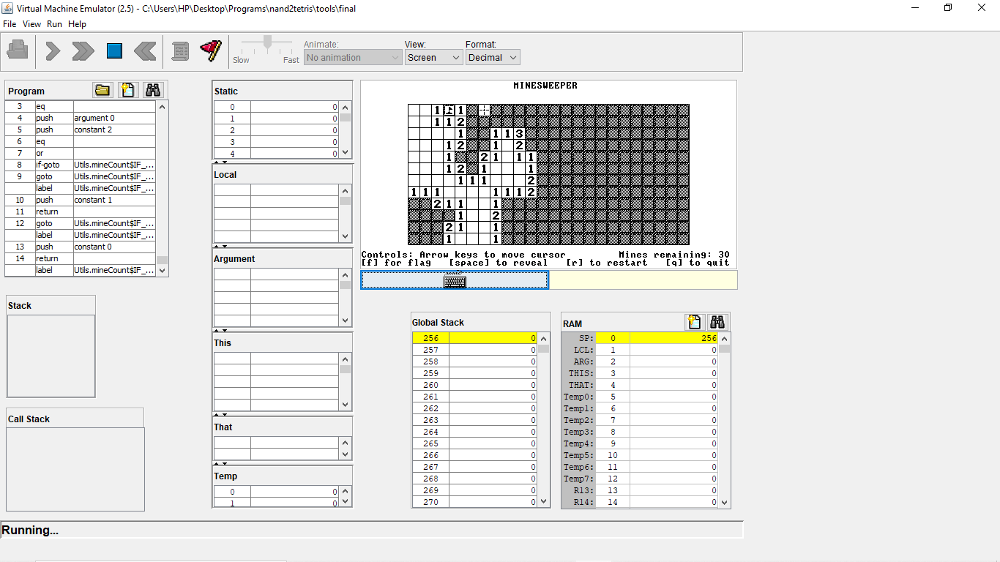 Virtual Machine Emulator (2.5) - C:\Users\HP\Desktop\Programs\nand2tetris\tools\final
File View Run Help
Slow Fast
Animate:
No animation
View:
Screen
Format:
Decimal
Program
3 eq
4 push argument 0
5 push constant 2
6 eq
7 or
8 if-goto Utils.mineCount$IF_...
9 goto Utils.mineCount$IF_...
label Utils.mineCount$IF_...
10 push constant 1
11 return
12 goto Utils.mineCount$IF_...
label Utils.mineCount$IF_...
13 push constant 0
14 return
label Utils.mineCount$IF_...
Stack
Call Stack
Static
0 0
1 0
2 0
3 0
4 0
Local
Argument
This
That
Temp
0 0
1 0
MINESWEEPER
1 1
1 1 2
1 1 1 3
1 2 1 2
1 2 1 1 1
1 2 1 1
1 1 1 2
1 1 1 1 1 1 2
2 1 1 1
1 2
2 1 1
1 1
Controls: Arrow keys to move cursor Mines remaining: 30
[f] for flag [space] to reveal [r] to restart [q] to quit
Global Stack
256 0
257 0
258 0
259 0
260 0
261 0
262 0
263 0
264 0
265 0
266 0
267 0
268 0
269 0
270 0
RAM
SP: 0 256
LCL: 1 0
ARG: 2 0
THIS: 3 0
THAT: 4 0
Temp0: 5 0
Temp1: 6 0
Temp2: 7 0
Temp3: 8 0
Temp4: 9 0
Temp5: 10 0
Temp6: 11 0
Temp7: 12 0
R13: 13 0
R14: 14 0
Running...